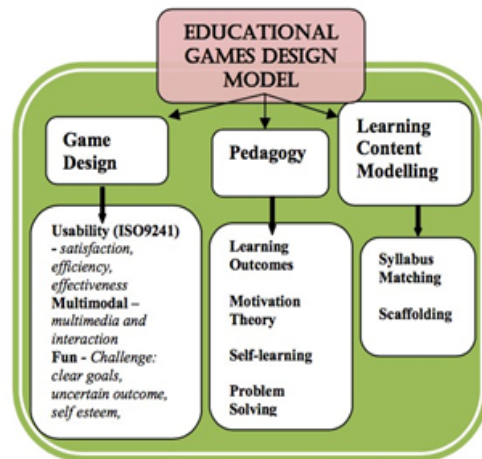 EDUCATIONAL
GAMES DESIGN
MODEL
Game
Design
Pedagogy
Learning
Content
Modelling
Usability (ISO9241)
- satisfaction,
efficiency,
effectiveness
Multimodal –
multimedia and
interaction
Fun - Challenge:
clear goals,
uncertain outcome,
self esteem,
Learning
Outcomes
Motivation
Theory
Self-learning
Problem
Solving
Syllabus
Matching
Scaffolding